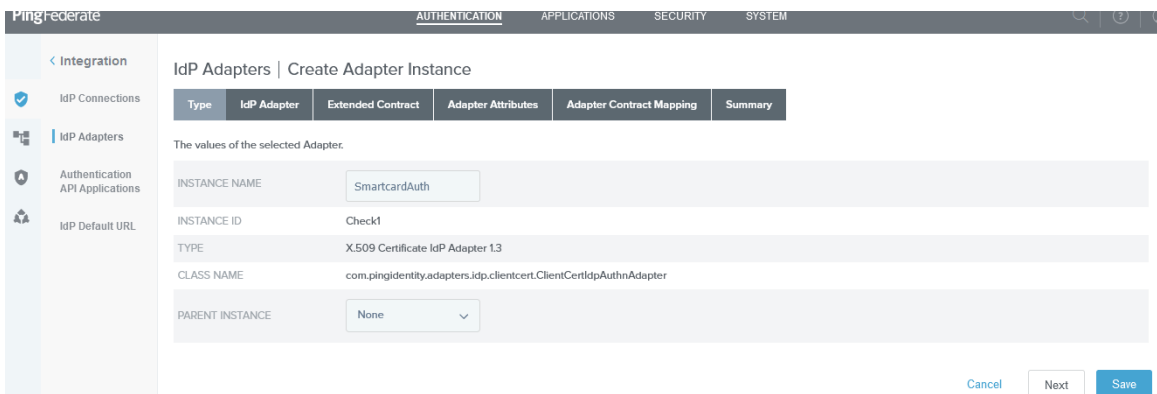 PingFederate
AUTHENTICATION APPLICATIONS SECURITY SYSTEM
Integration
IdP Connections
IdP Adapters
Authentication
API Applications
IdP Default URL
IdP Adapters | Create Adapter Instance
Type IdP Adapter Extended Contract Adapter Attributes Adapter Contract Mapping Summary
The values of the selected Adapter.
INSTANCE NAME SmartcardAuth
INSTANCE ID Check1
TYPE X.509 Certificate IdP Adapter 1.3
CLASS NAME com.pingidentity.adapters.idp.clientcert.ClientCertIdpAuthnAdapter
PARENT INSTANCE None
Cancel Next Save